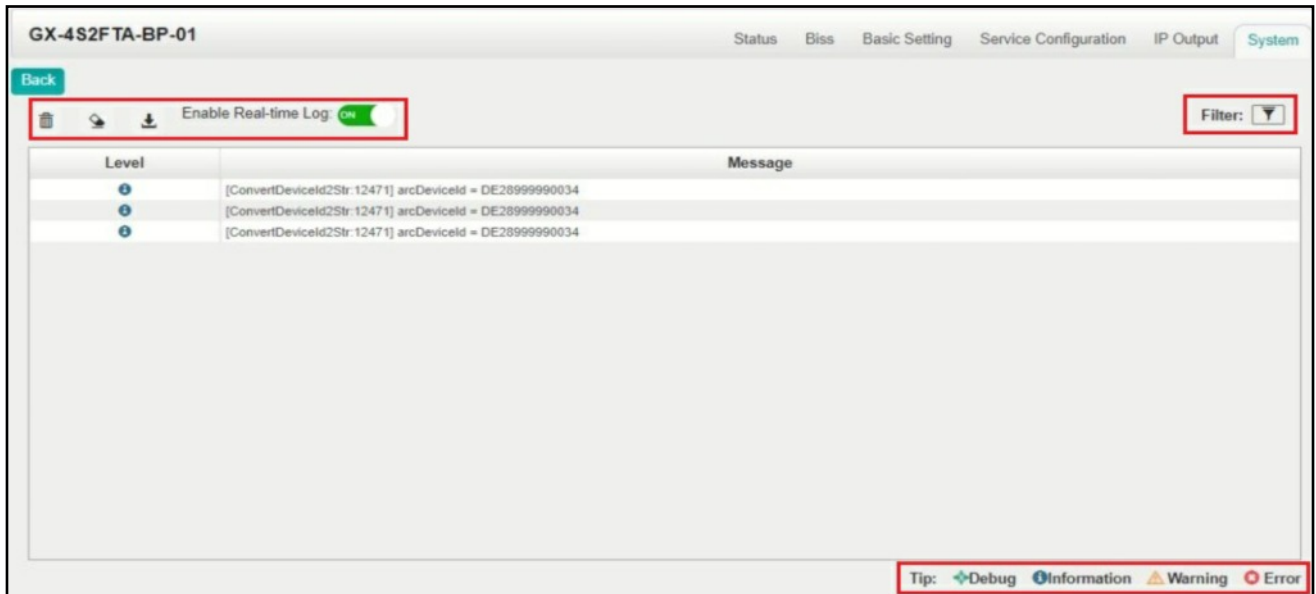 GX-4S2FTA-BP-01
Status Biss Basic Setting Service Configuration IP Output System
Back
Enable Real-time Log: ON
Filter:
Level Message
[ConvertDeviceId2Str:12471] arcDeviceId = DE28999990034
[ConvertDeviceId2Str:12471] arcDeviceId = DE28999990034
[ConvertDeviceId2Str:12471] arcDeviceId = DE28999990034
Tip: Debug Information Warning Error